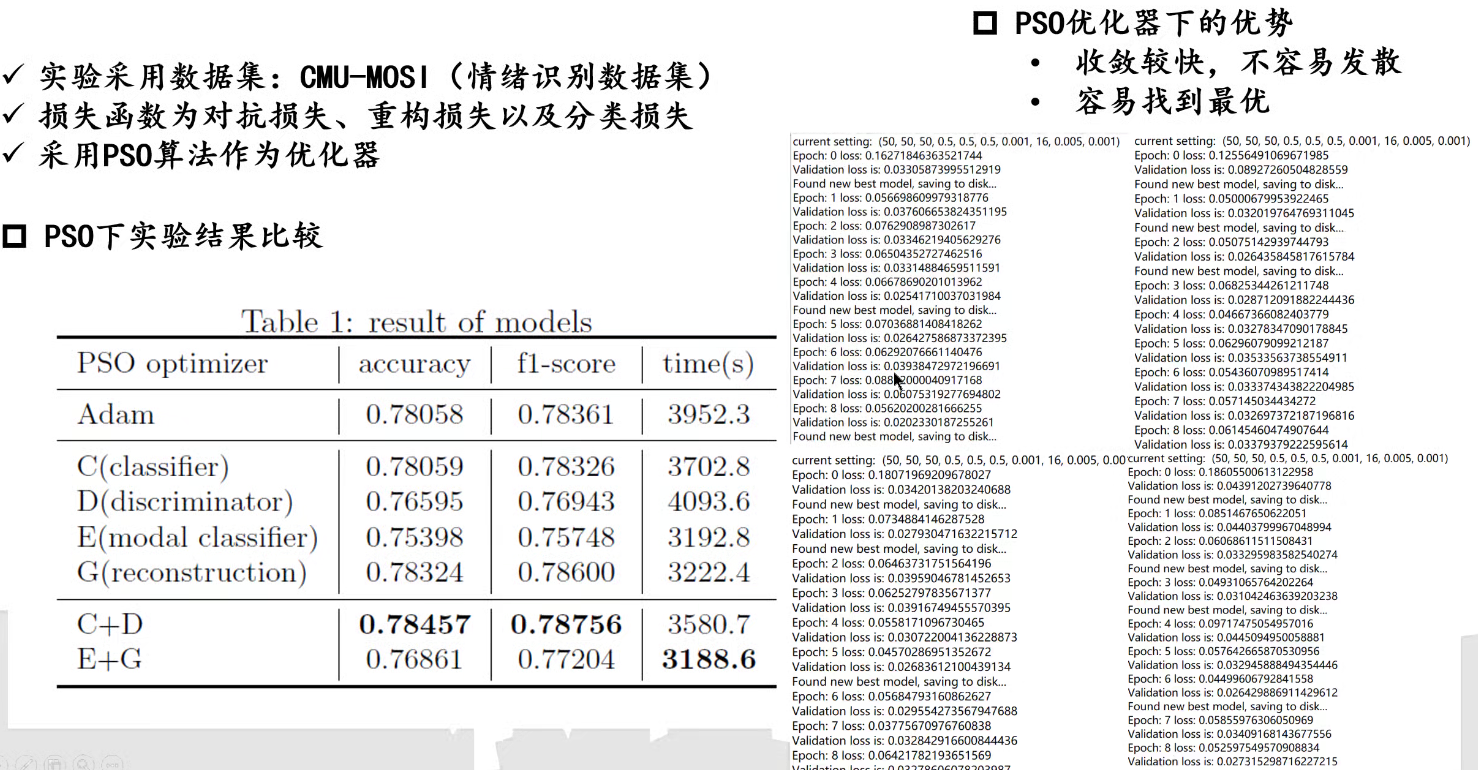 ✓ 实验采用数据集：CMU-MOSI（情绪识别数据集）
✓ 损失函数为对抗损失、重构损失以及分类损失
✓ 采用PSO算法作为优化器
PSO下实验结果比较
Table 1: result of models
PSO optimizer accuracy f1-score time(s)
Adam 0.78058 0.78361 3952.3
C(classifier) 0.78059 0.78326 3702.8
D(discriminator) 0.76595 0.76943 4093.6
E(modal classifier) 0.75398 0.75748 3192.8
G(reconstruction) 0.78324 0.78600 3222.4
C+D 0.78457 0.78756 3580.7
E+G 0.76861 0.77204 3188.6
PSO优化器下的优势
• 收敛较快，不容易发散
• 容易找到最优
current setting: (50, 50, 50, 0.5, 0.5, 0.5, 0.001, 16, 0.005, 0.001)
Epoch: 0 loss: 0.16271846363521744
Validation loss is: 0.03305873995512919
Found new best model, saving to disk...
Epoch: 1 loss: 0.056698609979318776
Validation loss is: 0.037606653824351195
Epoch: 2 loss: 0.0762908987302617
Validation loss is: 0.03346219405629276
Epoch: 3 loss: 0.06504352727462516
Validation loss is: 0.03314884659511591
Epoch: 4 loss: 0.06678690201013962
Validation loss is: 0.02541710037031984
Found new best model, saving to disk...
Epoch: 5 loss: 0.07036881408418262
Validation loss is: 0.026427586873372395
Epoch: 6 loss: 0.06292076661140476
Validation loss is: 0.03938472972196691
Epoch: 7 loss:
Validation loss is: 0.06075319277694802
Epoch: 8 loss: 0.05620200281666255
Validation loss is: 0.0202330187255261
Found new best model, saving to disk...
current setting: (50, 50, 50, 0.5, 0.5, 0.5, 0.001, 16, 0.005, 0.001)
Epoch: 0 loss: 0.12556491069671985
Validation loss is: 0.08927260504828559
Found new best model, saving to disk...
Epoch: 1 loss: 0.05000679953922465
Validation loss is: 0.032019764769311045
Found new best model, saving to disk...
Epoch: 2 loss: 0.05075142939744793
Validation loss is: 0.026435845817615784
Found new best model, saving to disk...
Epoch: 3 loss: 0.06825344261211748
Validation loss is: 0.028712091882244436
Epoch: 4 loss: 0.04667366082403779
Validation loss is: 0.03278347090178845
Epoch: 5 loss: 0.06296079099212187
Validation loss is: 0.03533563738554911
Epoch: 6 loss: 0.05436070989517414
Validation loss is: 0.033374343822204985
Epoch: 7 loss: 0.057145034434272
Validation loss is: 0.032697372187196816
Epoch: 8 loss: 0.06145460474907644
Validation loss is: 0.03379379222595614
current setting: (50, 50, 50, 0.5, 0.5, 0.5, 0.001, 16, 0.005, 0.00
Epoch: 0 loss: 0.18071969209678027
Validation loss is: 0.03420138203240688
Found new best model, saving to disk...
Epoch: 1 loss: 0.0734884146287528
Validation loss is: 0.027930471632215712
Found new best model, saving to disk...
Epoch: 2 loss: 0.06463731751564196
Validation loss is: 0.03959046781452653
Epoch: 3 loss: 0.06252797835671377
Validation loss is: 0.03916749455570395
Epoch: 4 loss: 0.0558171096730465
Validation loss is: 0.030722004136228873
Epoch: 5 loss: 0.04570286951352672
Validation loss is: 0.02683612100439134
Found new best model, saving to disk...
Epoch: 6 loss: 0.05684793160862627
Validation loss is: 0.029554273567947688
Epoch: 7 loss: 0.03775670976760838
Validation loss is: 0.032842916600844436
Epoch: 8 loss: 0.06421782193651569
Validation loss is:
current setting: (50, 50, 50, 0.5, 0.5, 0.5, 0.001, 16, 0.005, 0.001)
Epoch: 0 loss: 0.18605500613122958
Validation loss is: 0.04391202739640778
Found new best model, saving to disk...
Epoch: 1 loss: 0.0851467650622051
Validation loss is: 0.04403799967048994
Epoch: 2 loss: 0.06068611511508431
Validation loss is: 0.033295983582540274
Found new best model, saving to disk...
Epoch: 3 loss: 0.04931065764202264
Validation loss is: 0.031042463639203238
Found new best model, saving to disk...
Epoch: 4 loss: 0.09717475054957016
Validation loss is: 0.0445094950058881
Epoch: 5 loss: 0.057642665870530956
Validation loss is: 0.032945888494354446
Epoch: 6 loss: 0.04499606792841558
Validation loss is: 0.026429886911429612
Found new best model, saving to disk...
Epoch: 7 loss: 0.05855976306050969
Validation loss is: 0.03409168143677556
Epoch: 8 loss: 0.052597549570908834
Validation loss is: 0.027315298716227215